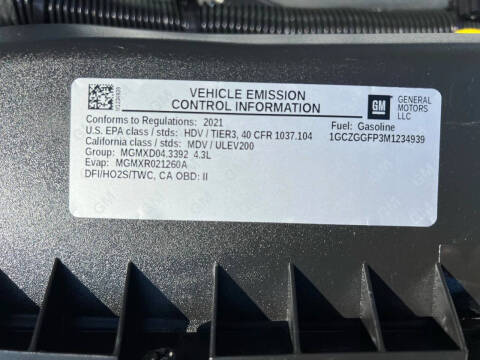 VEHICLE EMISSION
CONTROL INFORMATION
GM
GENERAL
MOTORS
LLC
Conforms to Regulations: 2021
U.S. EPA class / stds: HDV / TIER3, 40 CFR 1037.104
California class / stds: MDV / ULEV200
Group: MGMXD04.3392 4.3L
Evap: MGMXR021260A
DFI/HO2S/TWC, CA OBD: II
Fuel: Gasoline
1GCZGGFP3M1234939